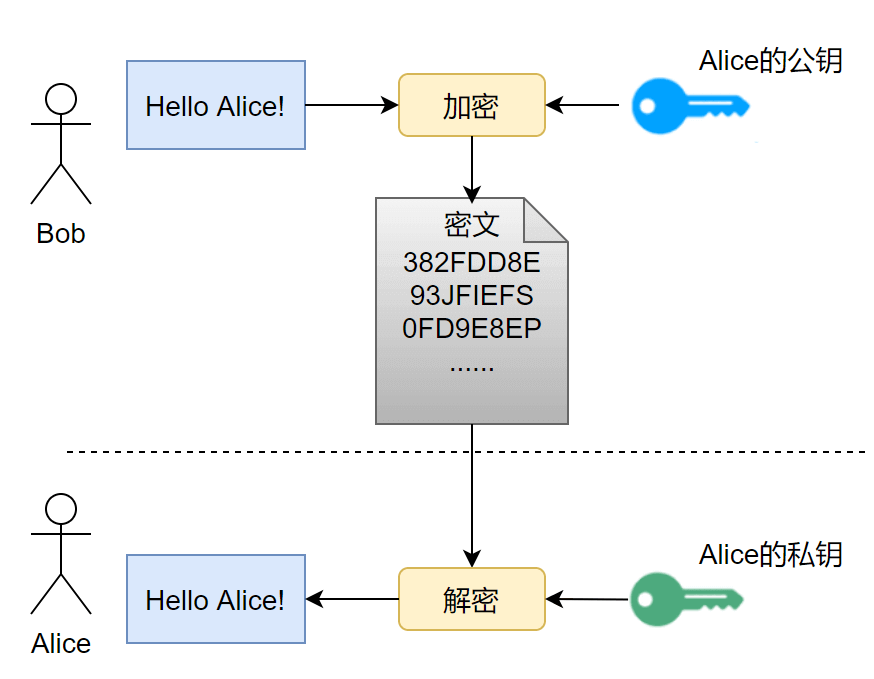 Alice的公钥
Hello Alice!
加密
Bob
密文
382FDD8E
93JFIEFS
0FD9E8EP
......
Alice的私钥
Hello Alice!
解密
Alice